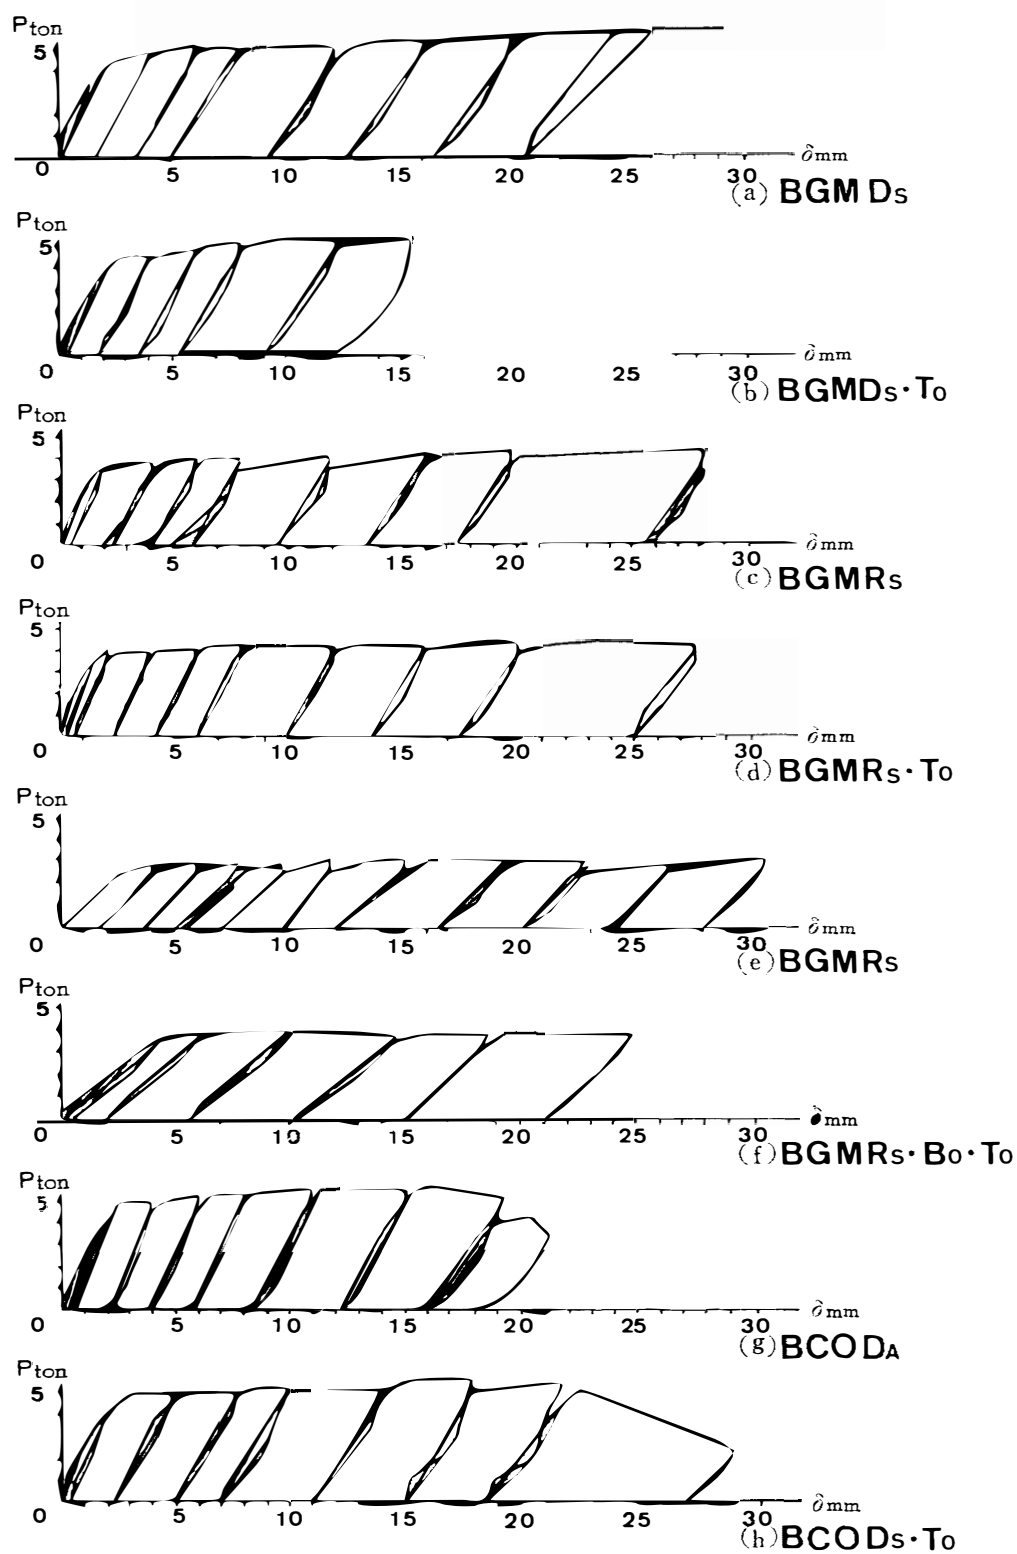 Pton
5
0 5 10 15 20 25 30 δmm
(a) BGMDs
Pton
5
0 5 10 15 20 25 30 δmm
(b) BGMDs·To
Pton
5
0 5 10 15 20 25 30 δmm
(c) BGMRs
Pton
5
0 5 10 15 20 25 30 δmm
(d) BGMRs·To
Pton
5
0 5 10 15 20 25 30 δmm
(e) BGMRs
Pton
5
0 5 10 15 20 25 30 δmm
(f) BGMRs·Bo·To
Pton
5
0 5 10 15 20 25 30 δmm
(g) BCODA
Pton
5
0 5 10 15 20 25 30 δmm
(h) BCODs·To